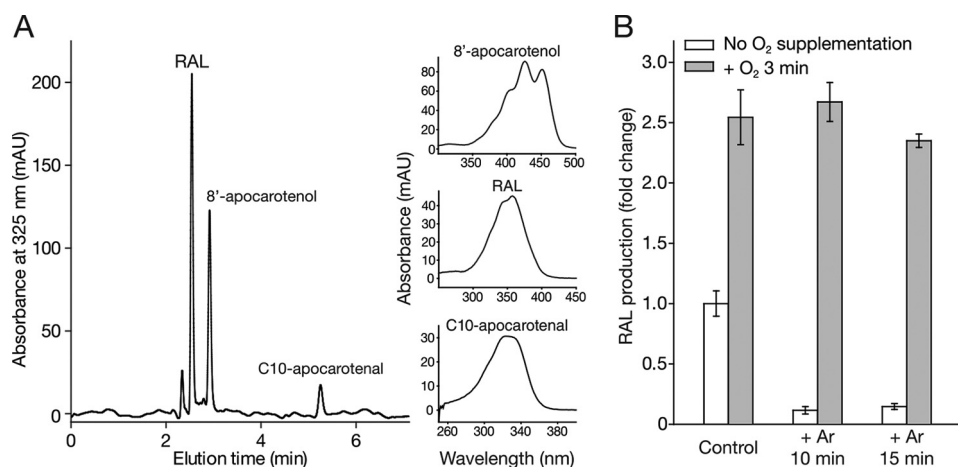 A
RAL
8’-apocarotenol
C10-apocarotenal
Absorbance at 325 nm (mAU)
200
150
100
50
0
0
2
4
6
Elution time (min)
8’-apocarotenol
80
60
40
20
0
350 400 450 500
RAL
40
30
20
10
0
300 350 400 450
C10-apocarotenal
30
20
10
0
260 300 340 380
Absorbance (mAU)
Wavelength (nm)
B
No O2 supplementation
+ O2 3 min
RAL production (fold change)
3.0
2.5
2.0
1.5
1.0
0.5
0
Control
+ Ar
10 min
+ Ar
15 min